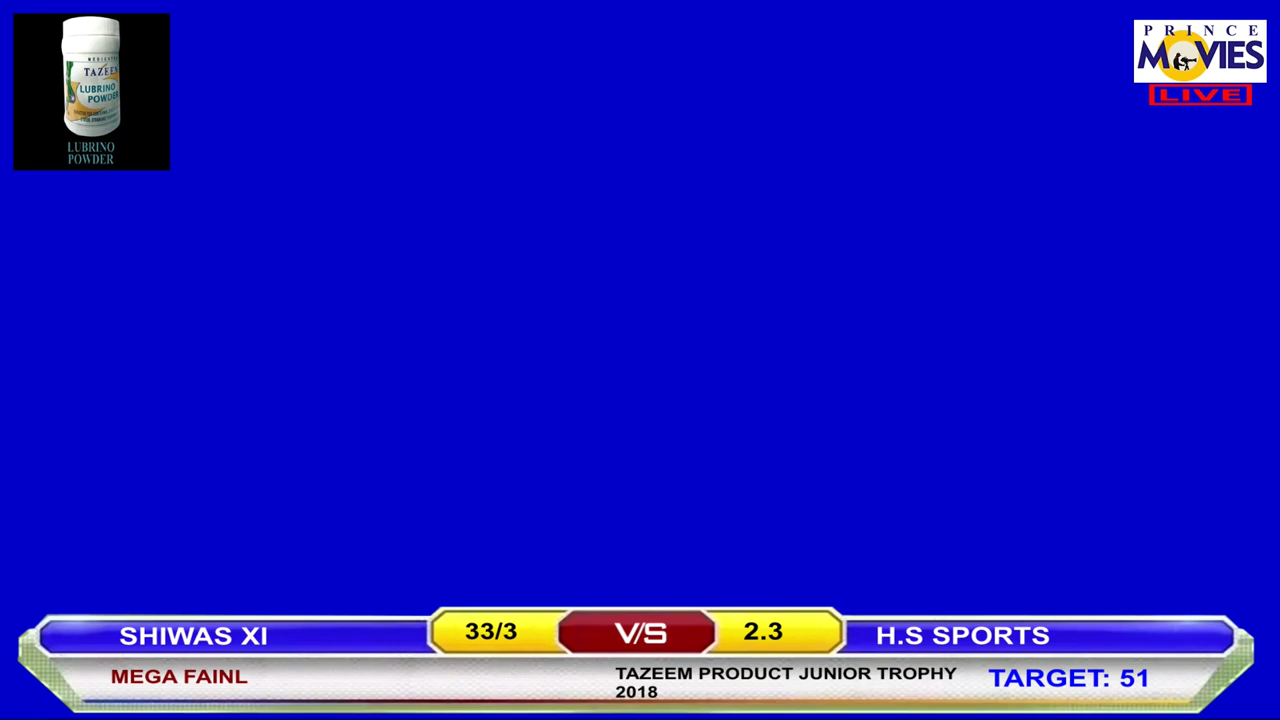 MEDICATED
TAZEEM
LUBRINO
POWDER
LUBRINO
POWDER
PRINCE
MOVIES
LIVE
SHIWAS XI
33/3
V/S
2.3
H.S SPORTS
MEGA FAINL
TAZEEM PRODUCT JUNIOR TROPHY
2018
TARGET: 51